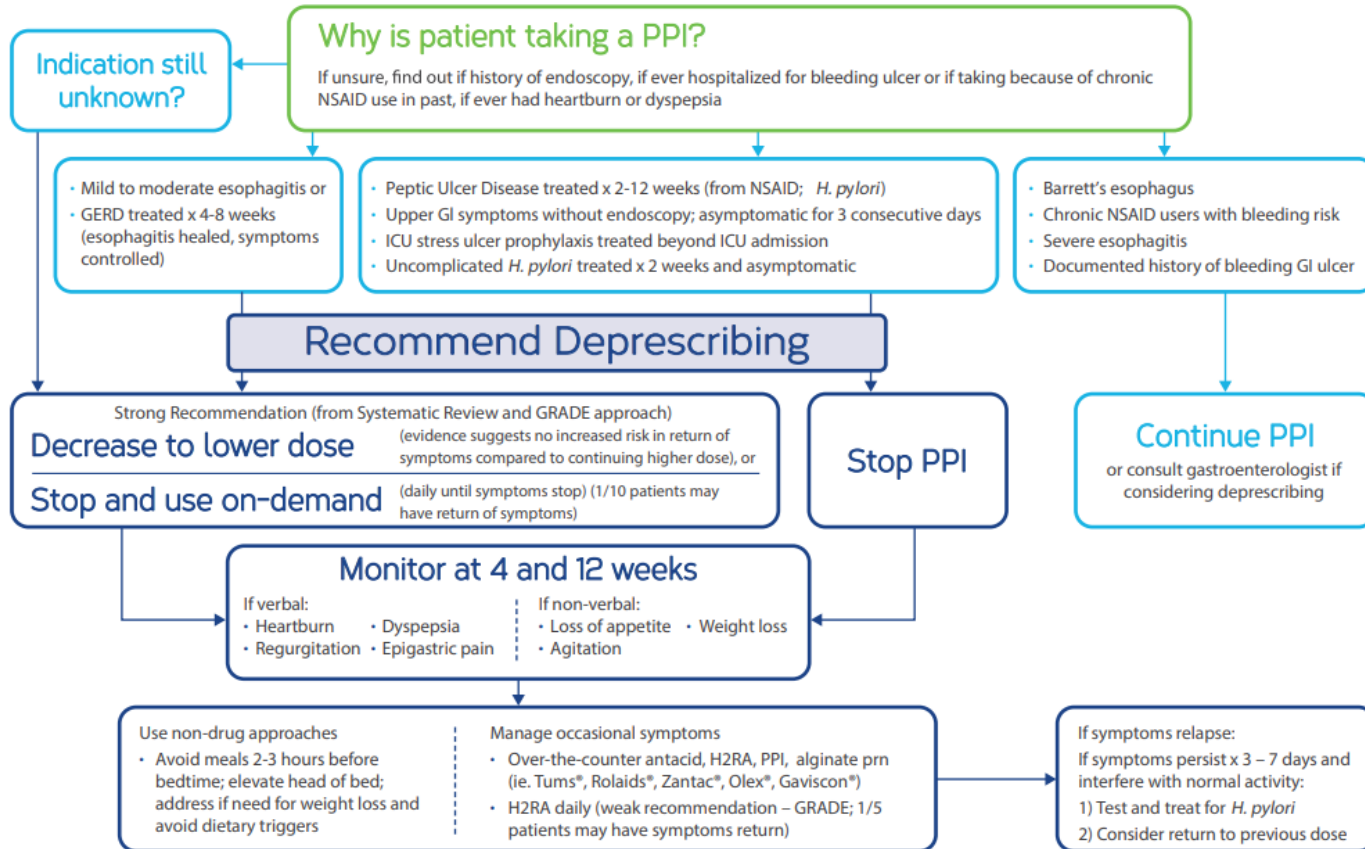 Why is patient taking a PPI?
If unsure, find out if history of endoscopy, if ever hospitalized for bleeding ulcer or if taking because of chronic
NSAID use in past, if ever had heartburn or dyspepsia
Indication still
unknown?
• Mild to moderate esophagitis or
• GERD treated x 4-8 weeks
(esophagitis healed, symptoms
controlled)
• Peptic Ulcer Disease treated x 2-12 weeks (from NSAID; H. pylori)
• Upper GI symptoms without endoscopy; asymptomatic for 3 consecutive days
• ICU stress ulcer prophylaxis treated beyond ICU admission
• Uncomplicated H. pylori treated x 2 weeks and asymptomatic
• Barrett's esophagus
• Chronic NSAID users with bleeding risk
• Severe esophagitis
• Documented history of bleeding GI ulcer
Recommend Deprescribing
Strong Recommendation (from Systematic Review and GRADE approach)
Decrease to lower dose
(evidence suggests no increased risk in return of
symptoms compared to continuing higher dose), or
Stop and use on-demand
(daily until symptoms stop) (1/10 patients may
have return of symptoms)
Stop PPI
Continue PPI
or consult gastroenterologist if
considering deprescribing
Monitor at 4 and 12 weeks
If verbal:
• Heartburn • Dyspepsia
• Regurgitation • Epigastric pain
If non-verbal:
• Loss of appetite • Weight loss
• Agitation
Use non-drug approaches
• Avoid meals 2-3 hours before
bedtime; elevate head of bed;
address if need for weight loss and
avoid dietary triggers
Manage occasional symptoms
• Over-the-counter antacid, H2RA, PPI, alginate prn
(ie. Tums®, Rolaids®, Zantac®, Olex®, Gaviscon®)
• H2RA daily (weak recommendation – GRADE; 1/5
patients may have symptoms return)
If symptoms relapse:
If symptoms persist x 3 – 7 days and
interfere with normal activity:
1) Test and treat for H. pylori
2) Consider return to previous dose